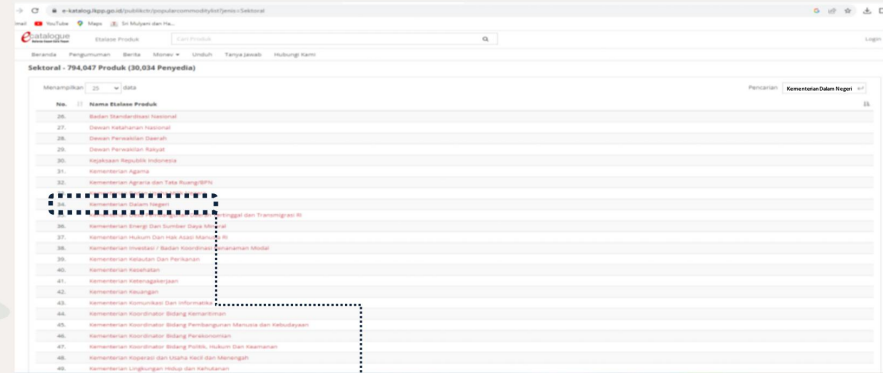 e-katalog.lkpp.go.id/publikctr/popularcommoditylist?jenis=Sektoral
mail YouTube Maps Sri Mulyani dan Ha...
catalogue Etalase Produk Cari Produk Login
Beranda Pengumuman Berita Monev Unduh Tanya Jawab Hubungi Kami
Sektoral - 794,047 Produk (30,034 Penyedia)
Menampilkan 25 data Pencarian Kementerian Dalam Negeri
No. Nama Etalase Produk
26. Badan Standardisasi Nasional
27. Dewan Ketahanan Nasional
28. Dewan Perwakilan Daerah
29. Dewan Perwakilan Rakyat
30. Kejaksaan Republik Indonesia
31. Kementerian Agama
32. Kementerian Agraria dan Tata Ruang/BPN
34. Kementerian Dalam Negeri
Tertinggal dan Transmigrasi RI
36. Kementerian Energi Dan Sumber Daya Mineral
37. Kementerian Hukum Dan Hak Asasi Manusia RI
38. Kementerian Investasi / Badan Koordinasi Penanaman Modal
39. Kementerian Kelautan Dan Perikanan
40. Kementerian Kesehatan
41. Kementerian Ketenagakerjaan
42. Kementerian Keuangan
43. Kementerian Komunikasi Dan Informatika
44. Kementerian Koordinator Bidang Kemaritiman
45. Kementerian Koordinator Bidang Pembangunan Manusia dan Kebudayaan
46. Kementerian Koordinator Bidang Perekonomian
47. Kementerian Koordinator Bidang Politik, Hukum Dan Keamanan
48. Kementerian Koperasi dan Usaha Kecil dan Menengah
49. Kementerian Lingkungan Hidup dan Kehutanan